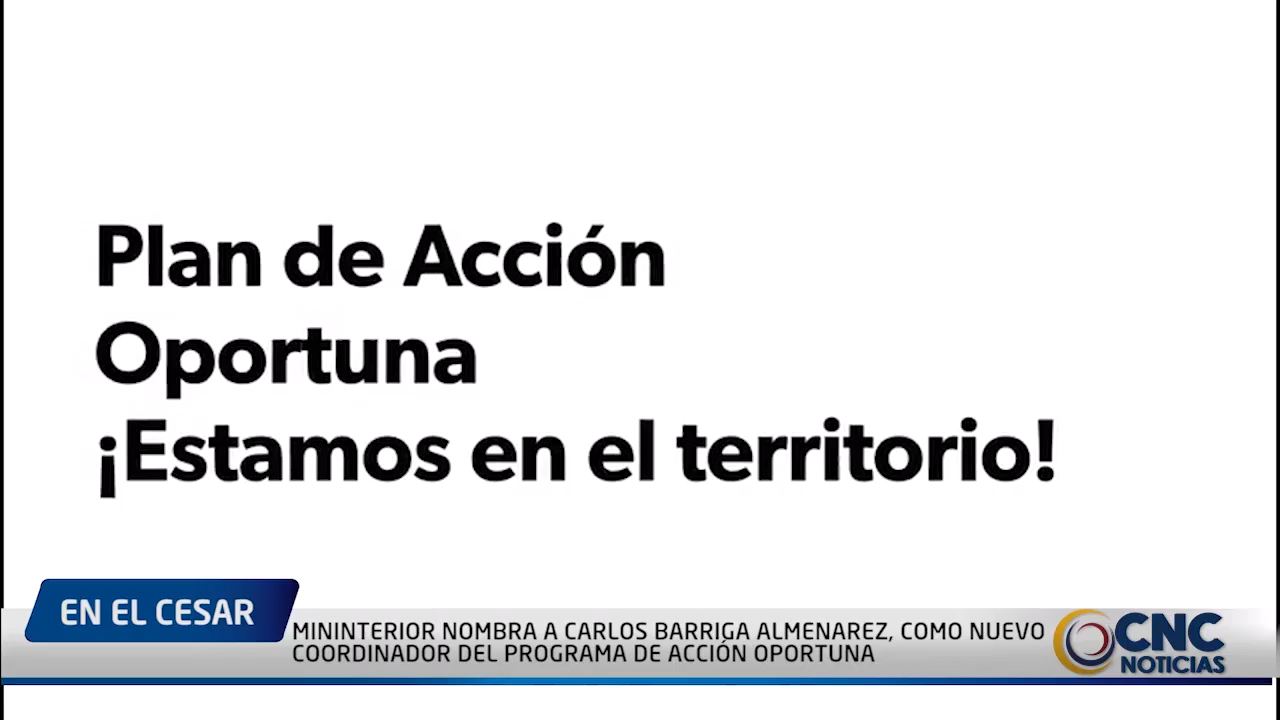 Plan de Acción
Oportuna
¡Estamos en el territorio!
EN EL CESAR
MININTERIOR NOMBRA A CARLOS BARRIGA ALMENAREZ, COMO NUEVO
COORDINADOR DEL PROGRAMA DE ACCIÓN OPORTUNA
CNC
NOTICIAS